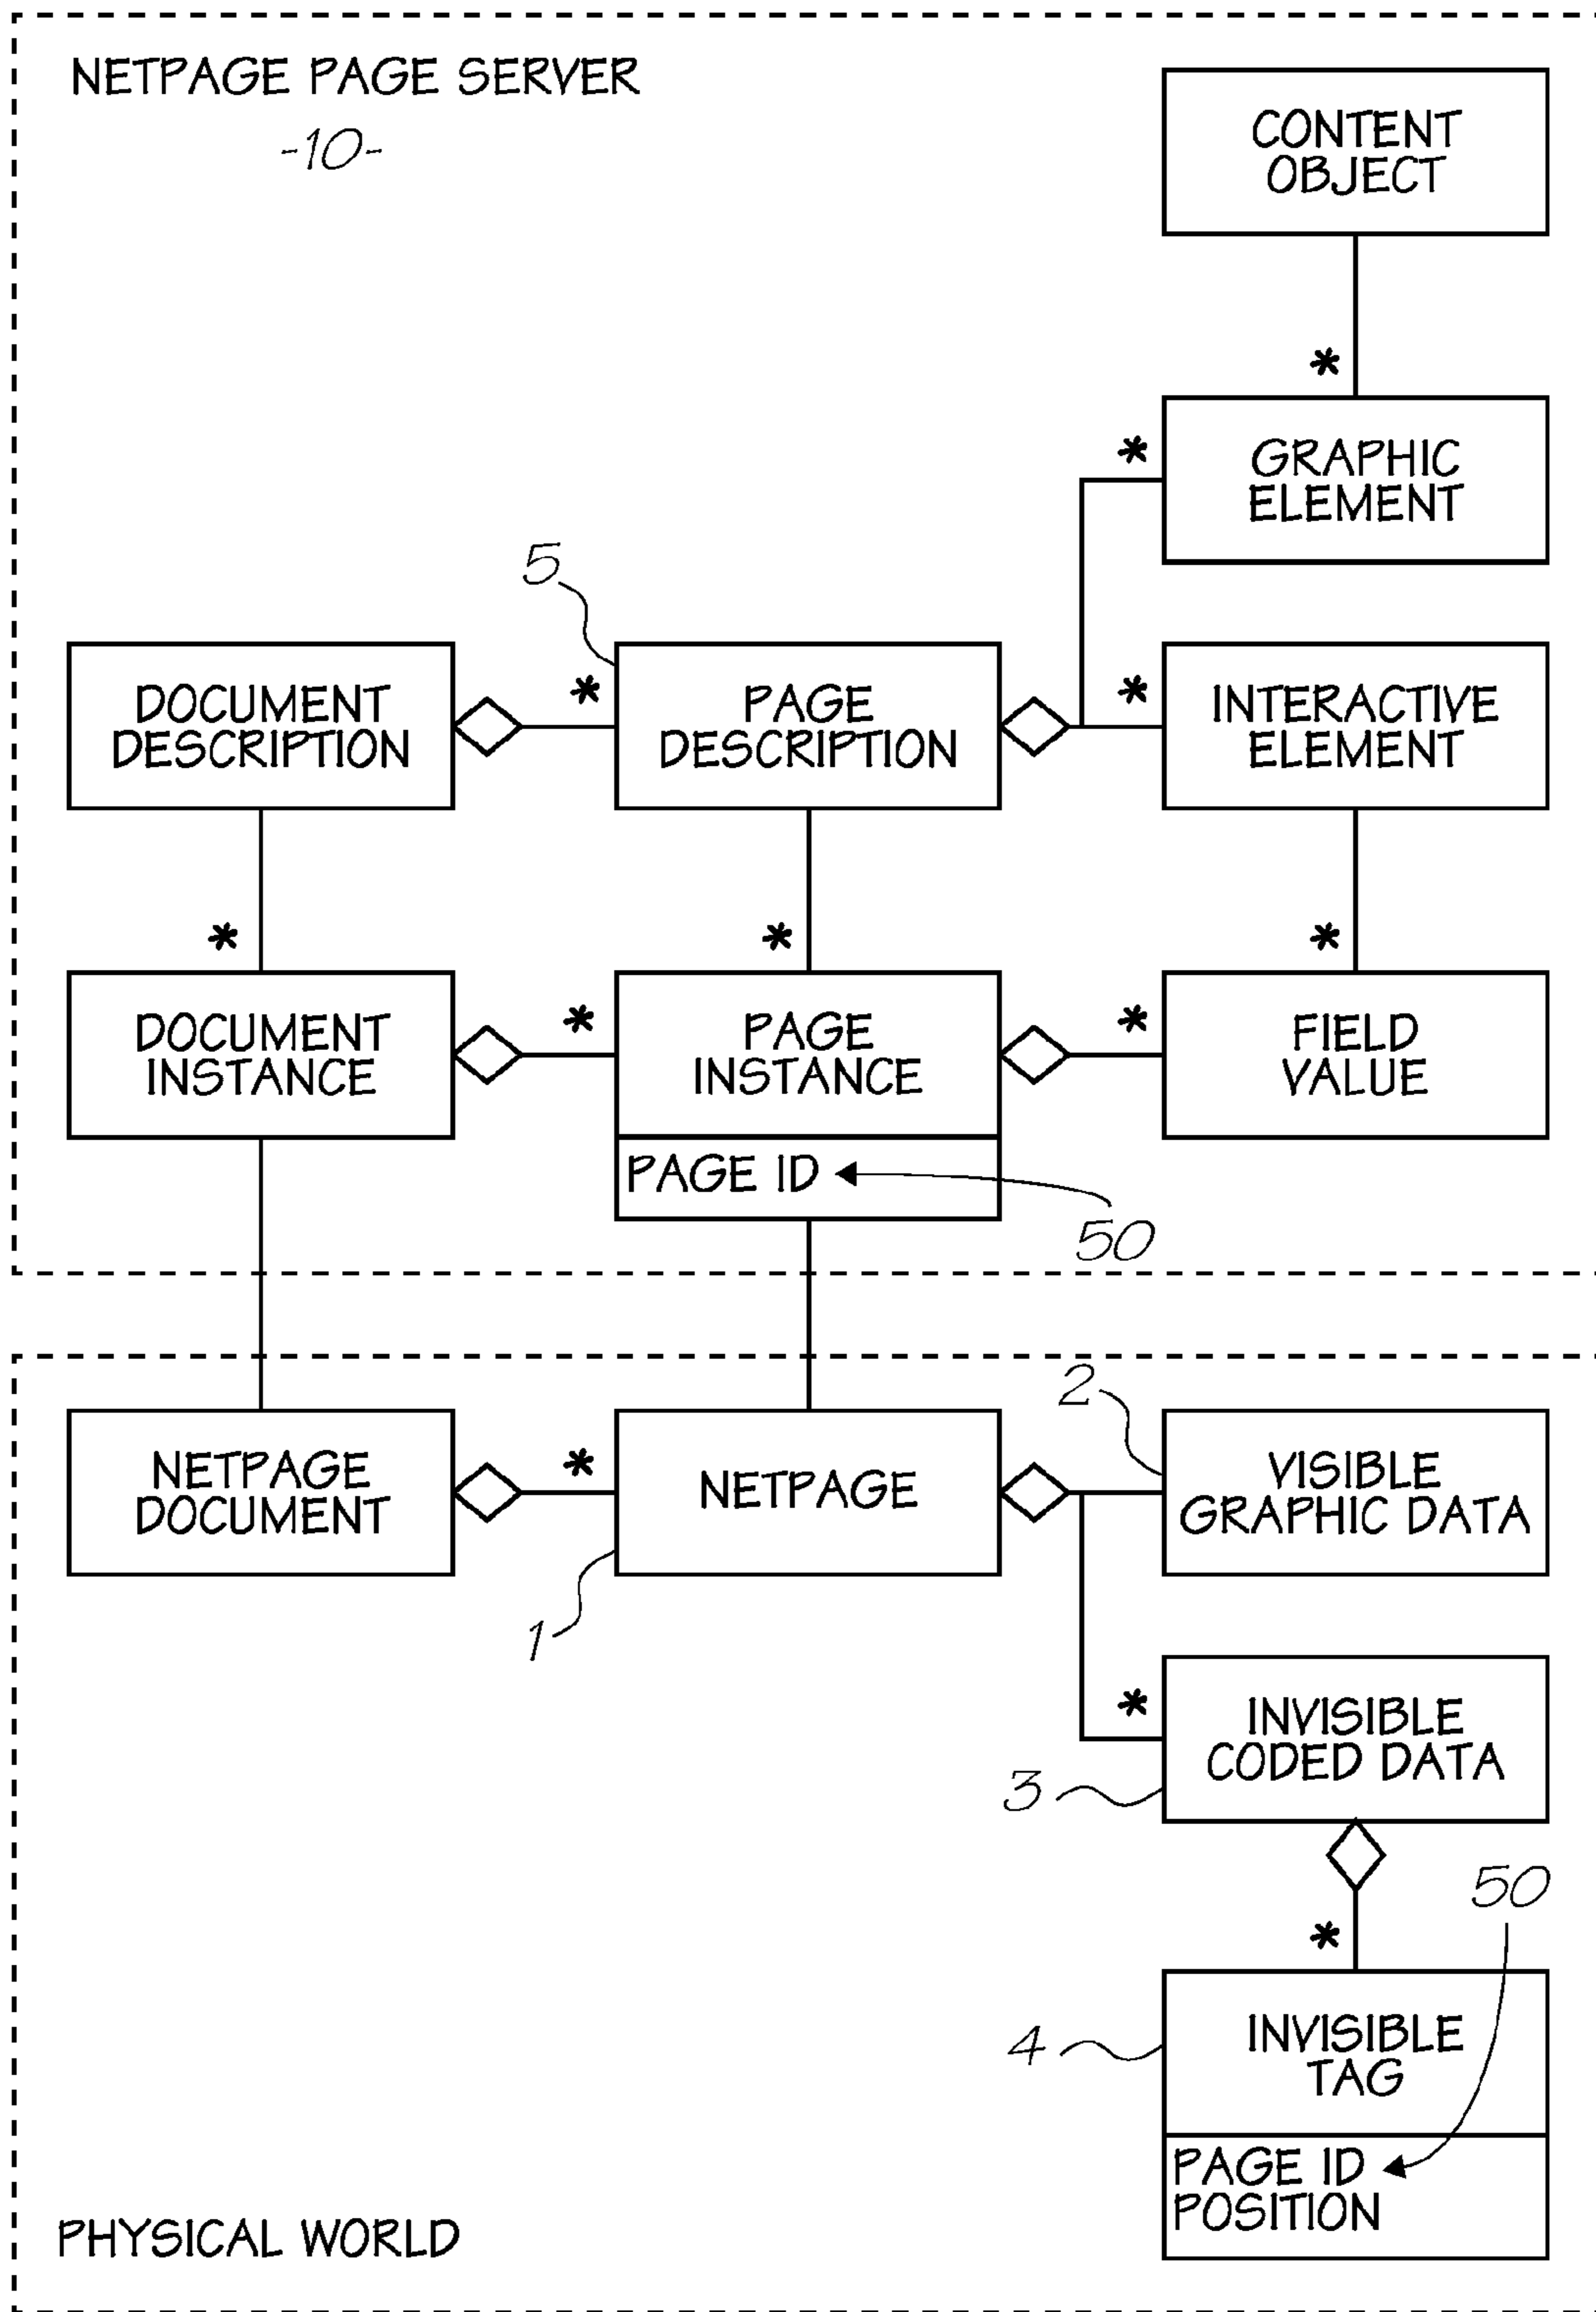 NETPAGE PAGE SERVER
-10-
CONTENT
OBJECT
*
*
GRAPHIC
ELEMENT
5
DOCUMENT
DESCRIPTION
*
PAGE
DESCRIPTION
*
INTERACTIVE
ELEMENT
*
*
*
DOCUMENT
INSTANCE
*
PAGE
INSTANCE
*
FIELD
VALUE
PAGE ID
50
2
NETPAGE
DOCUMENT
*
NETPAGE
VISIBLE
GRAPHIC DATA
1
*
INVISIBLE
CODED DATA
3
50
*
4
INVISIBLE
TAG
PAGE ID
POSITION
PHYSICAL WORLD